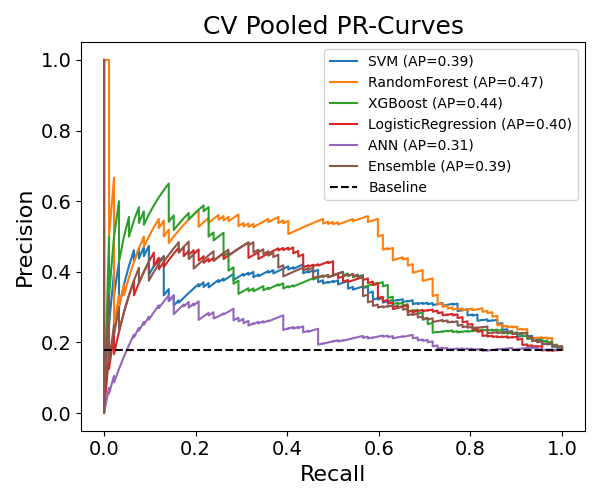 CV Pooled PR-Curves
SVM (AP=0.39)
RandomForest (AP=0.47)
XGBoost (AP=0.44)
LogisticRegression (AP=0.40)
ANN (AP=0.31)
Ensemble (AP=0.39)
Baseline
Precision
1.0
0.8
0.6
0.4
0.2
0.0
0.0 0.2 0.4 0.6 0.8 1.0
Recall